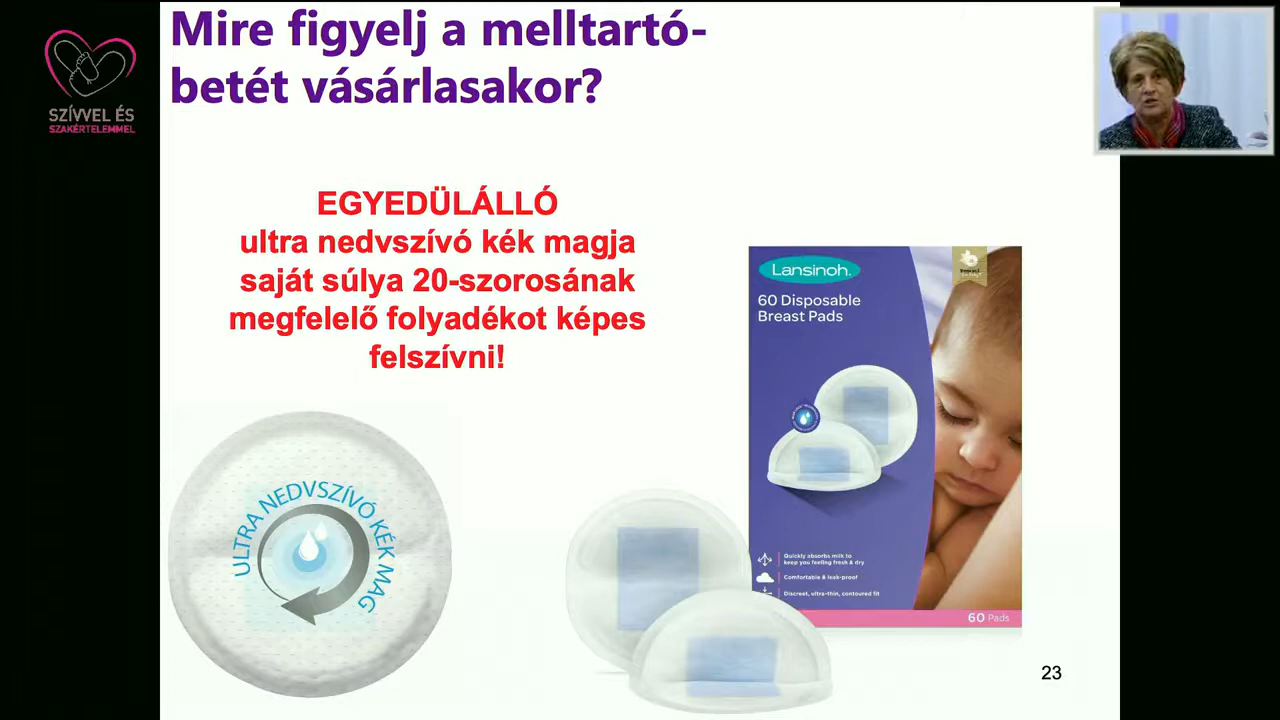 Mire figyelj a melltartó-
betét vásárlasakor?
SZÍVVEL ÉS
SZAKÉRTELEMMEL
EGYEDÜLÁLLÓ
ultra nedvszívó kék magja
saját súlya 20-szorosának
megfelelő folyadékot képes
felszívni!
ULTRA NEDVSZÍVÓ KÉK MAG
Lansinoh.
60 Disposable
Breast Pads
Quickly absorbs milk to
keep you feeling fresh & dry
Comfortable & leak-proof
Discreet, ultra-thin, contoured fit
60 Pads
23